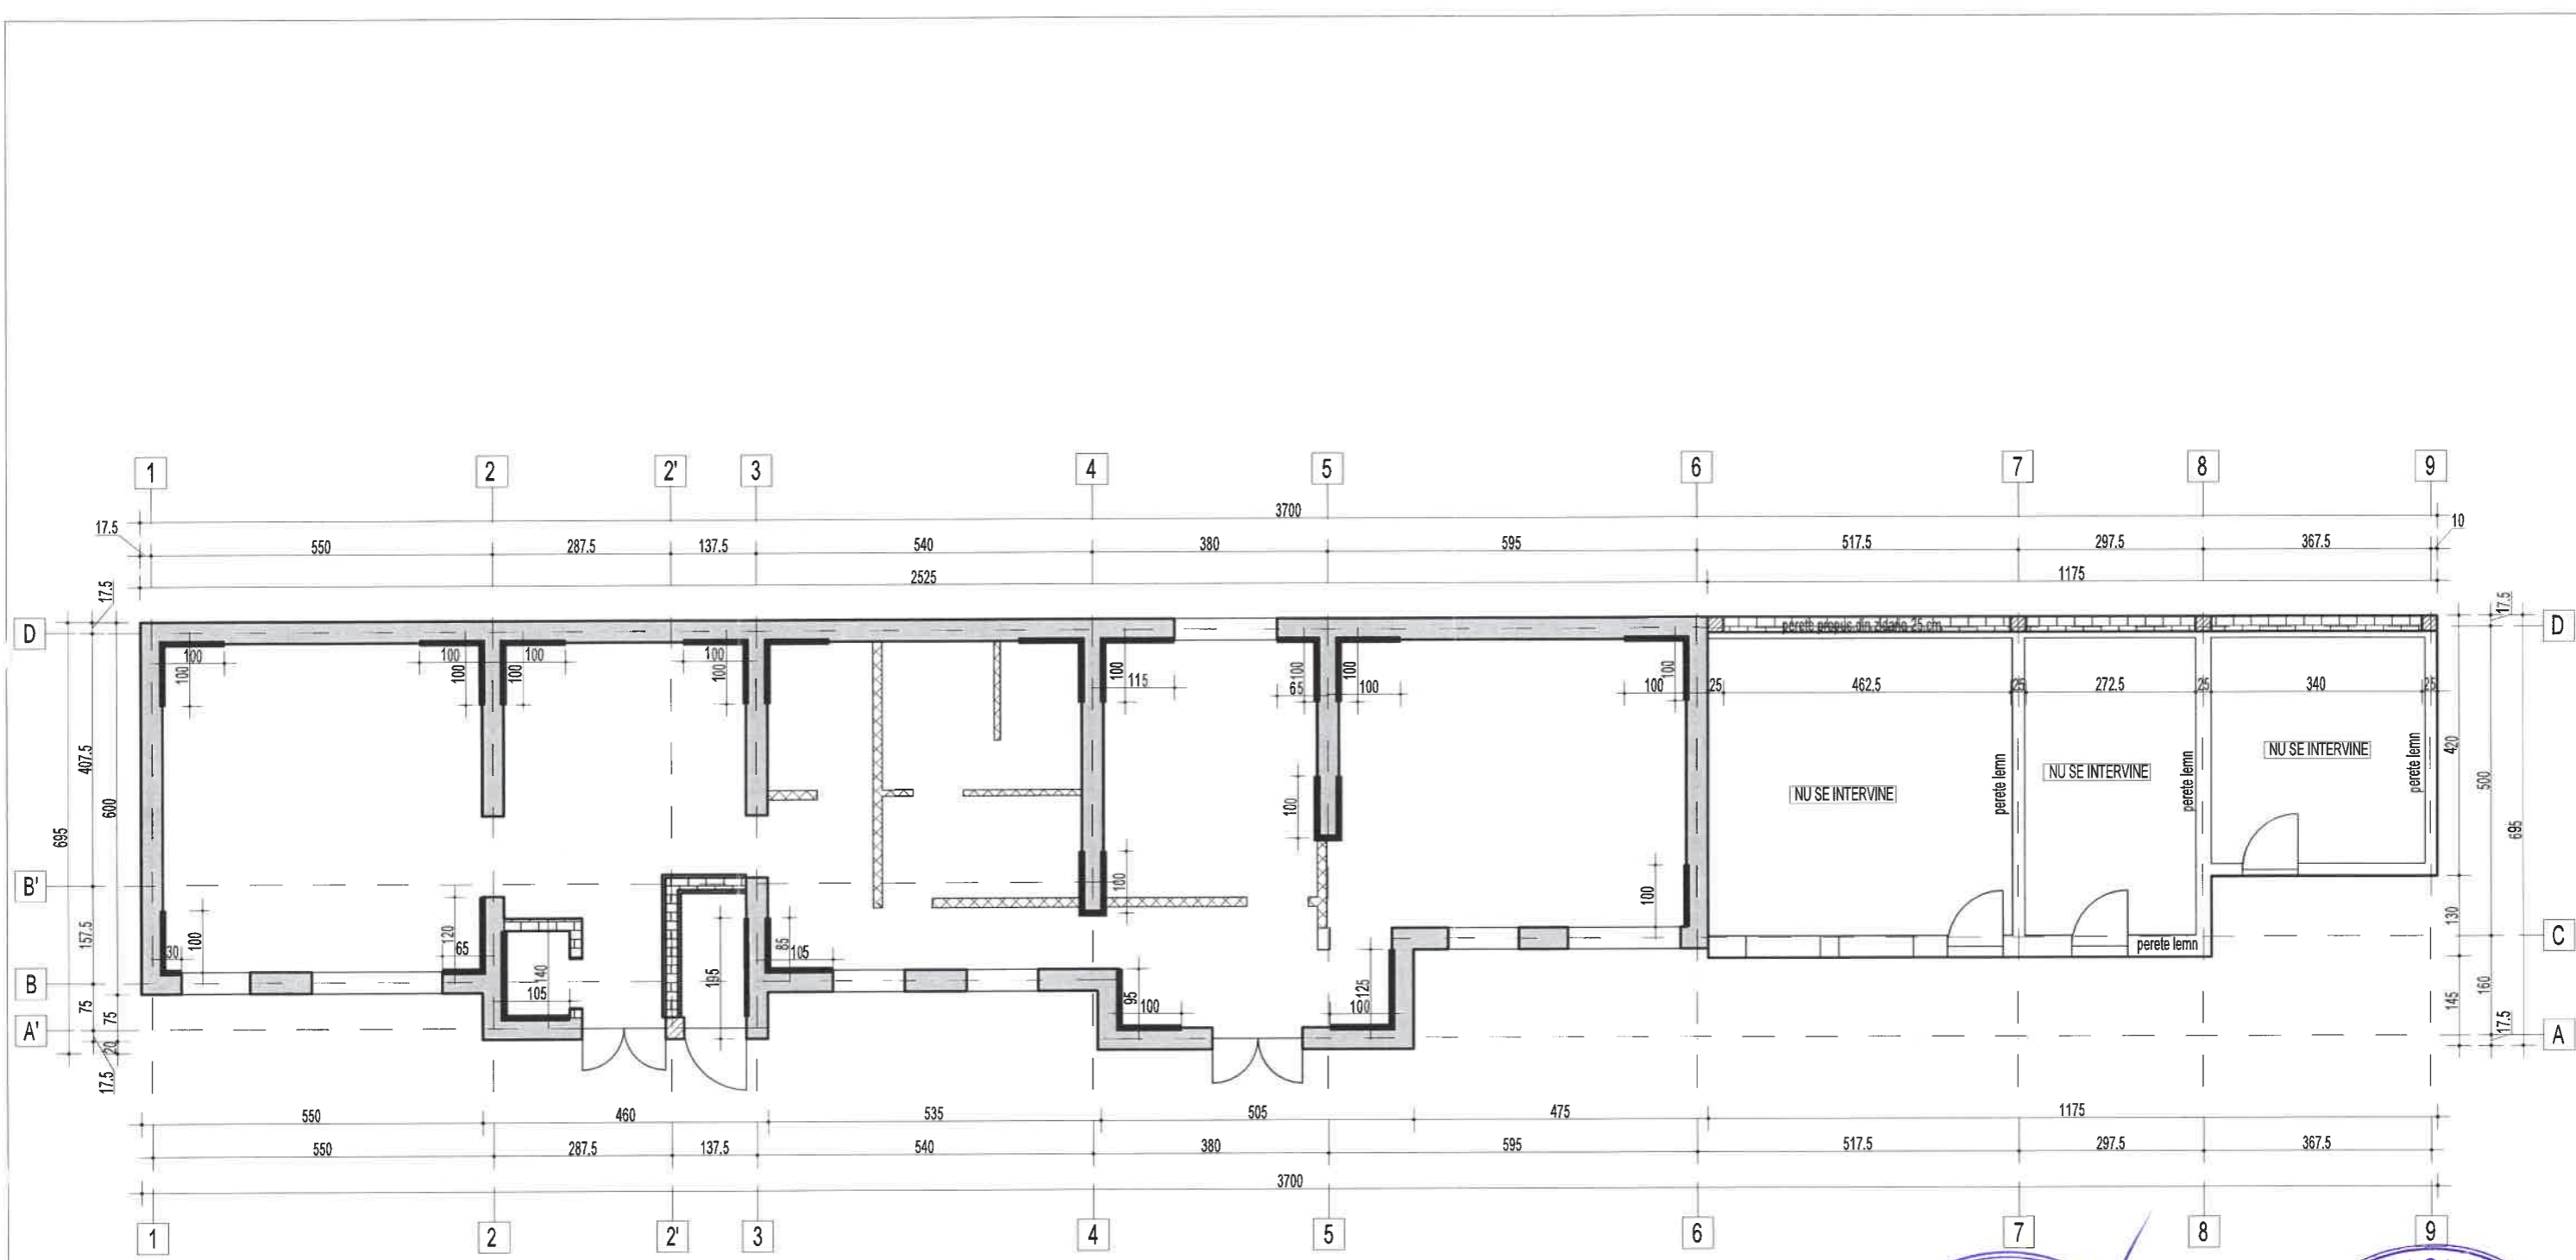 1 2 2' 3 4 5 6 7 8 9
3700
17.5 10
550 287.5 137.5 540 380 595 517.5 297.5 367.5
2525 1175
17.5 17.5
D perete propus din zidarie 25 cm D
100 100 100 100 100 115 65 100 100 25 462.5 25 272.5 25 340 25
100 100 100 100 100 100 100 100
407.5 600 695
NU SE INTERVINE
NU SE INTERVINE
NU SE INTERVINE
perete lemn
perete lemn
perete lemn
420 500 695
100 100 100
B'
157.5 100 30 120 65 140 105 195 85 105 125 130
C
perete lemn
B
75 75 95 100 100 145 160
A' 17.5 A
20
17.5
550 460 535 505 475 1175
550 287.5 137.5 540 380 595 517.5 297.5 367.5
3700
1 2 2' 3 4 5 6 7 8 9